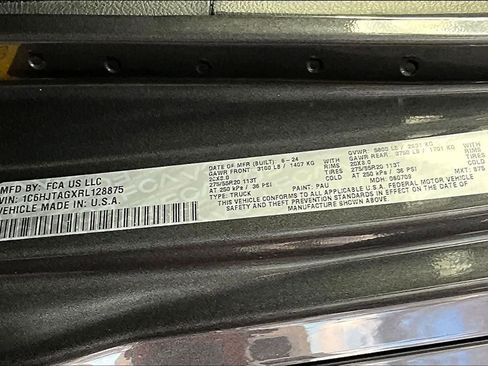 MFD. BY: FCA US LLC
VIN: 1C6HJTAGXRL128875
VEHICLE MADE IN: U.S.A.
DATE OF MFR (BUILT): 6-24
GAWR FRONT / 1407 KG
20X8.0 RIMS
275/55R20 113T TIRES
AT 250 kPa / 36 PSI COLD
TYPE: TRUCK PAINT: PAU MDH: 060709 MKT: 875
GVWR: 5800 LB / 2631 KG
GAWR REAR: 3750 LB / 1701 KG
20X8.0 RIMS
275/55R20 113T TIRES
AT 250 kPa / 36 PSI COLD
THIS VEHICLE CONFORMS TO ALL APPLICABLE U.S.A. FEDERAL MOTOR VEHICLE
SAFETY AND THEFT PREVENTION STANDARDS IN EFFECT ON THE DATE OF
MANUFACTURE SHOWN ABOVE.